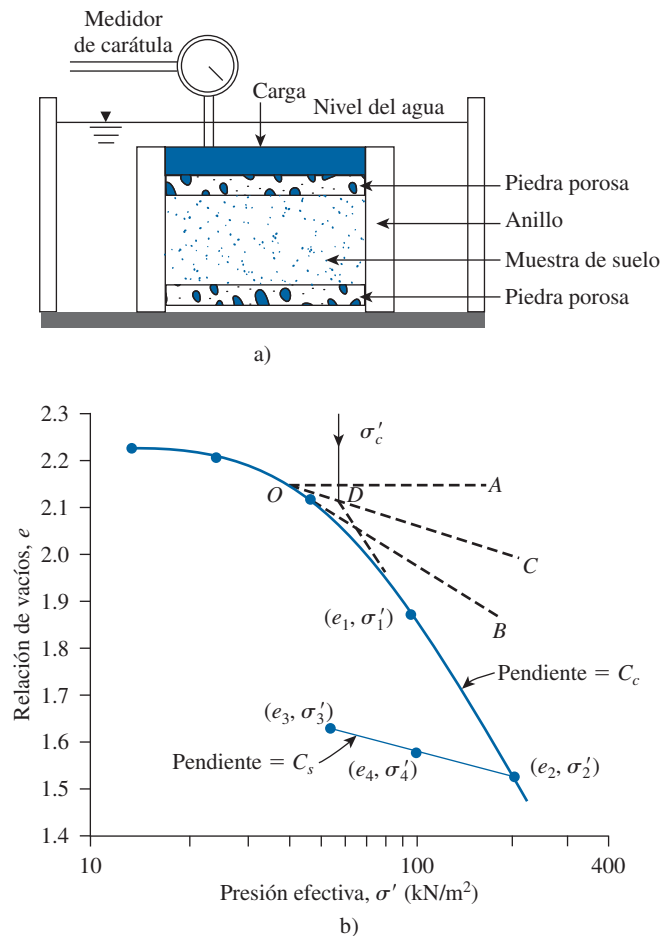 Medidor
de carátula
Carga
Nivel del agua
Piedra porosa
Anillo
Muestra de suelo
Piedra porosa
a)
2.3
2.2
2.1
2.0
1.9
1.8
1.7
1.6
1.5
1.4
Relación de vacíos, e
σ′c
O
D
A
C
B
(e1, σ′1)
Pendiente = Cc
(e3, σ′3)
Pendiente = Cs
(e4, σ′4)
(e2, σ′2)
10
100
400
Presión efectiva, σ′ (kN/m²)
b)